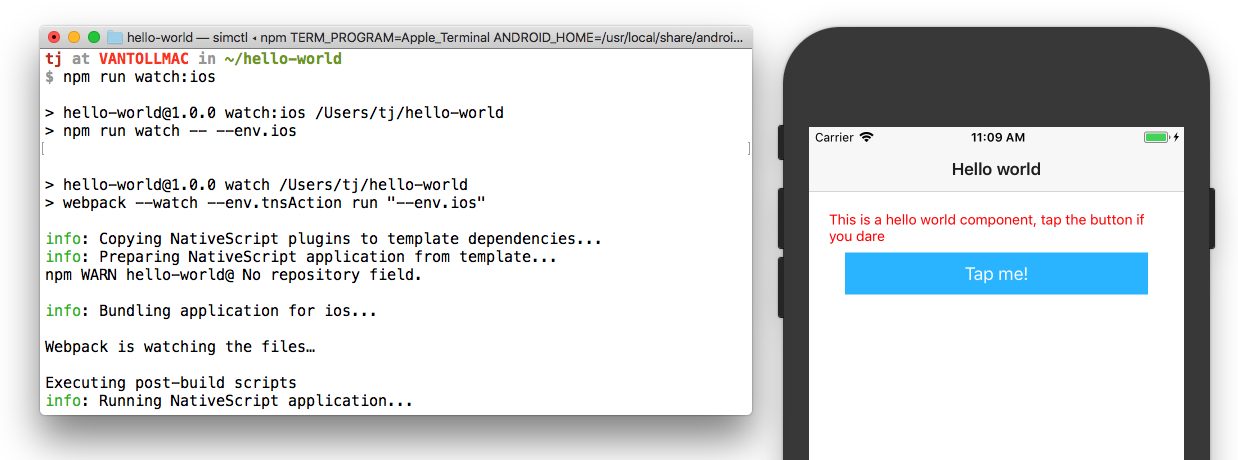 hello-world — simctl ◂ npm TERM_PROGRAM=Apple_Terminal ANDROID_HOME=/usr/local/share/androi...
tj at VANTOLLMAC in ~/hello-world
$ npm run watch:ios
> hello-world@1.0.0 watch:ios /Users/tj/hello-world
> npm run watch -- --env.ios
[ ]
> hello-world@1.0.0 watch /Users/tj/hello-world
> webpack --watch --env.tnsAction run "--env.ios"
info: Copying NativeScript plugins to template dependencies...
info: Preparing NativeScript application from template...
npm WARN hello-world@ No repository field.
info: Bundling application for ios...
Webpack is watching the files…
Executing post-build scripts
info: Running NativeScript application...
Carrier 11:09 AM
Hello world
This is a hello world component, tap the button if
you dare
Tap me!